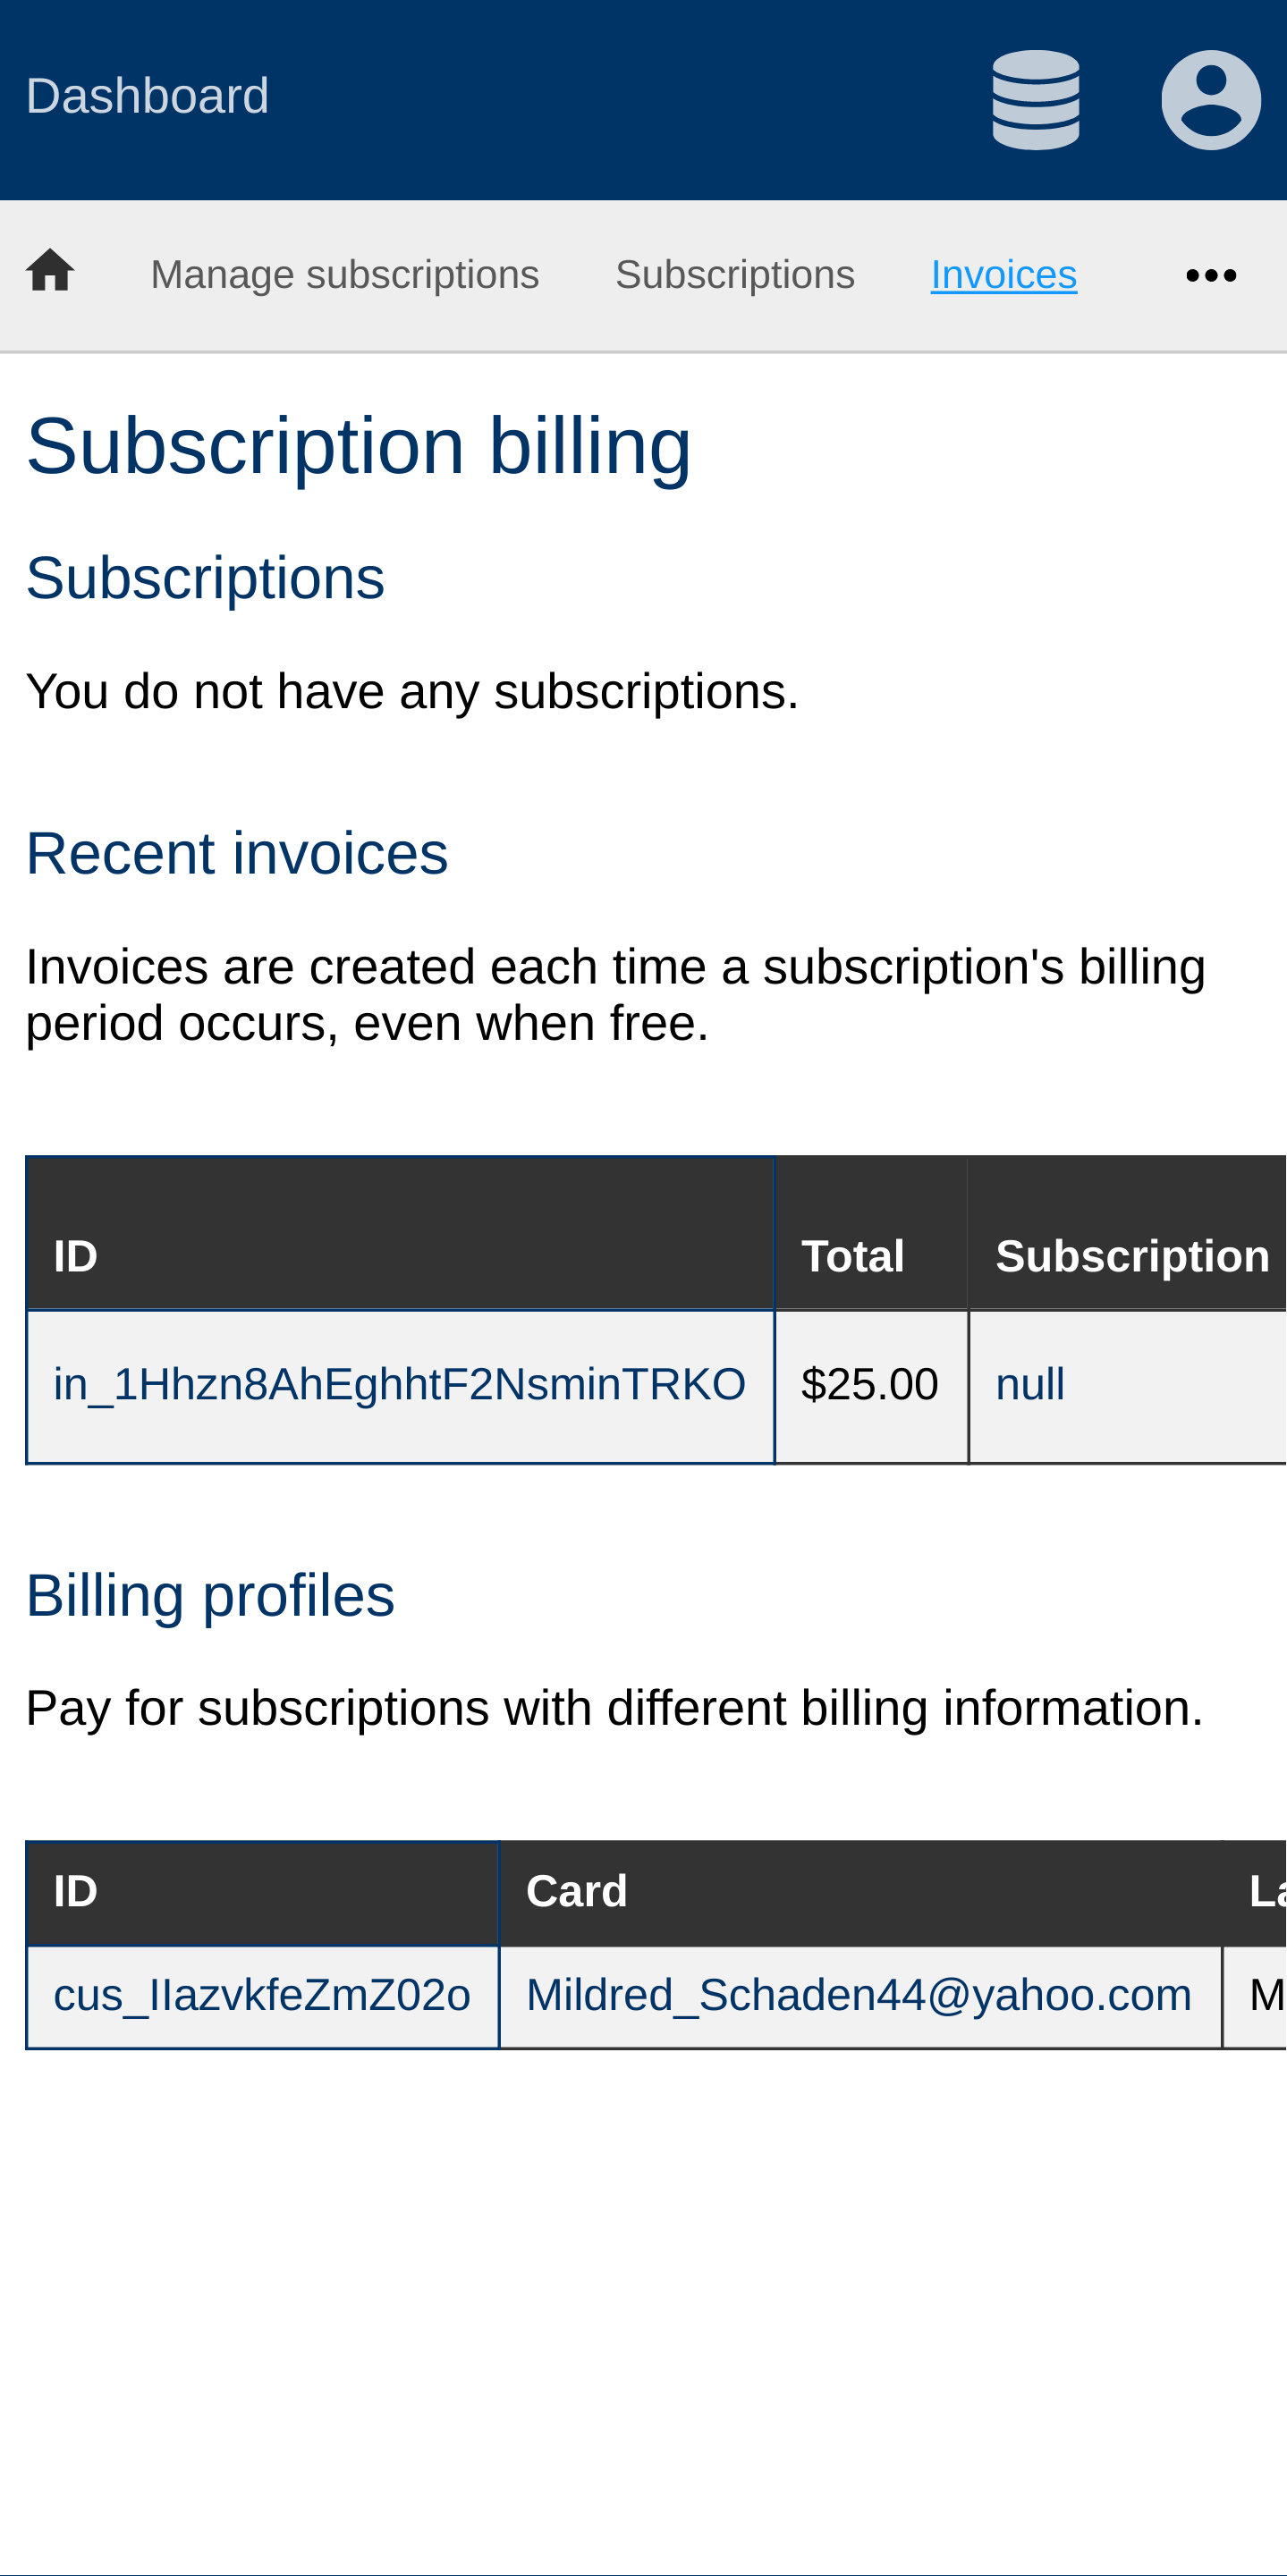 Dashboard
Manage subscriptions Subscriptions Invoices
Subscription billing
Subscriptions
You do not have any subscriptions.
Recent invoices
Invoices are created each time a subscription's billing
period occurs, even when free.
ID Total Subscription
in_1Hhzn8AhEghhtF2NsminTRKO $25.00 null
Billing profiles
Pay for subscriptions with different billing information.
ID Card
cus_IIazvkfeZmZ02o Mildred_Schaden44@yahoo.com